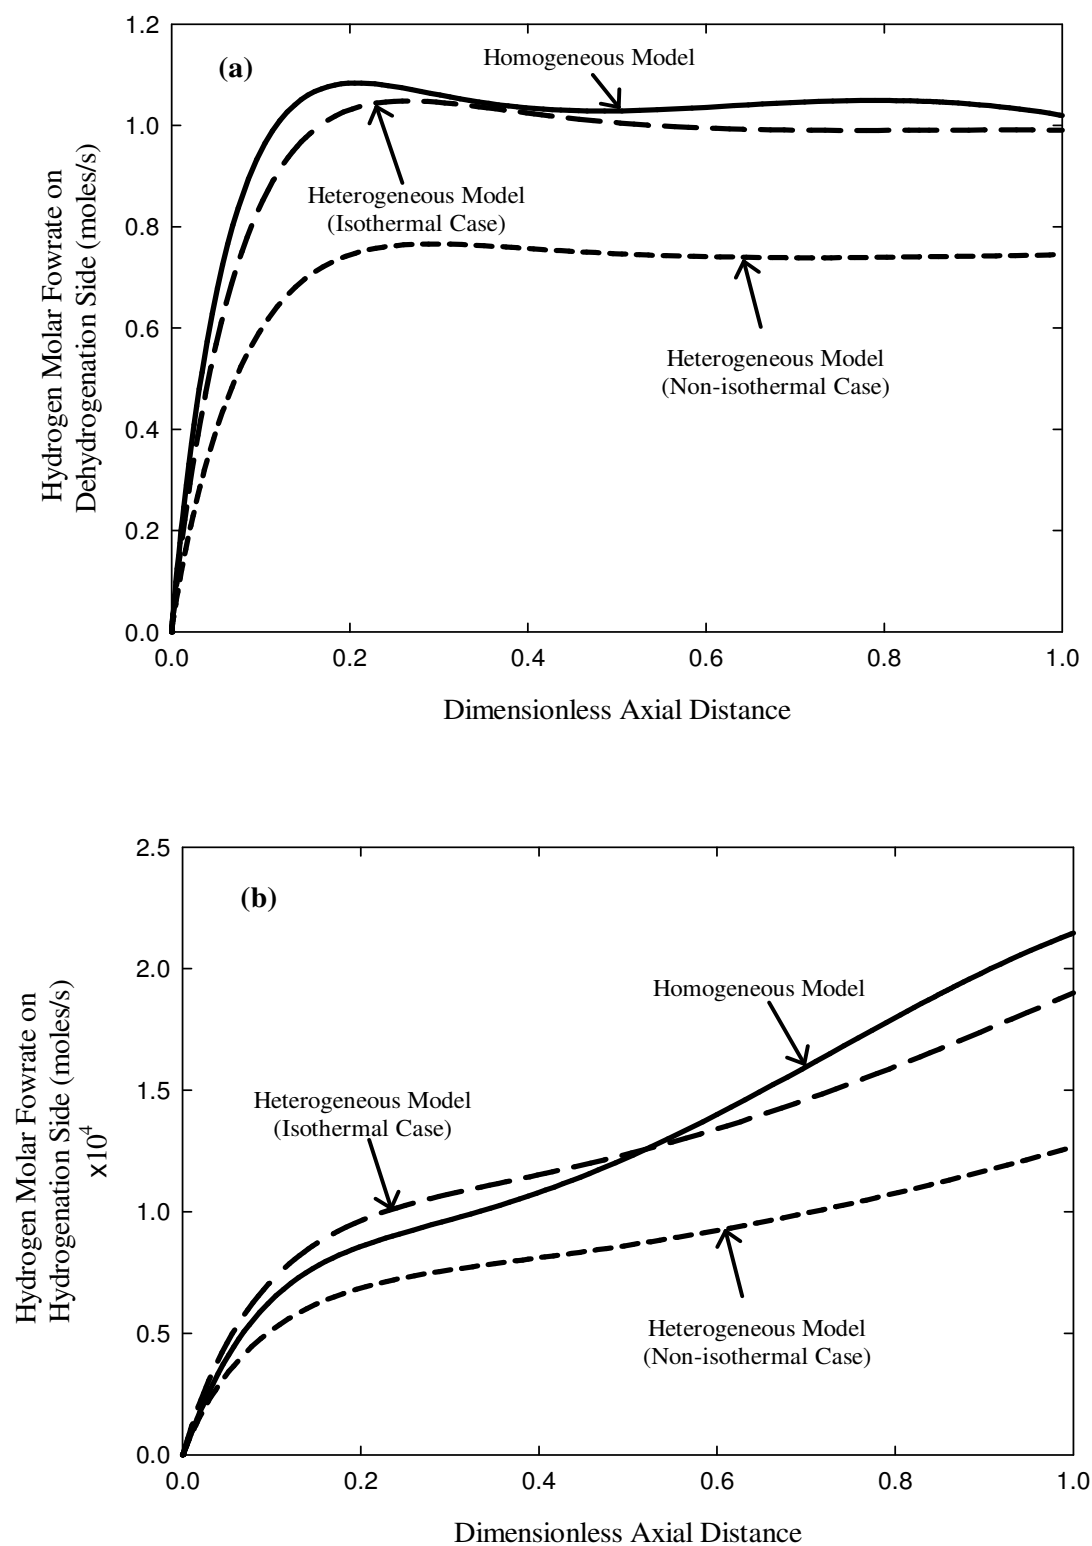 (a)
Hydrogen Molar Fowrate on
Dehydrogenation Side (moles/s)
1.2
1.0
0.8
0.6
0.4
0.2
0.0
Homogeneous Model
Heterogeneous Model
(Isothermal Case)
Heterogeneous Model
(Non-isothermal Case)
0.0 0.2 0.4 0.6 0.8 1.0
Dimensionless Axial Distance
(b)
Hydrogen Molar Fowrate on
Hydrogenation Side (moles/s)
x10⁴
2.5
2.0
1.5
1.0
0.5
0.0
Homogeneous Model
Heterogeneous Model
(Isothermal Case)
Heterogeneous Model
(Non-isothermal Case)
0.0 0.2 0.4 0.6 0.8 1.0
Dimensionless Axial Distance